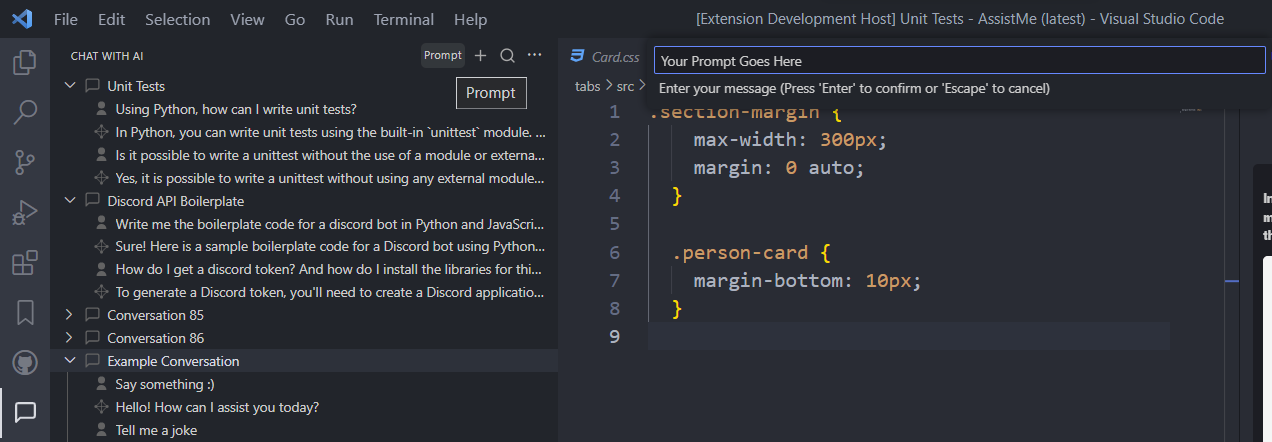 File Edit Selection View Go Run Terminal Help
[Extension Development Host] Unit Tests - AssistMe (latest) - Visual Studio Code
CHAT WITH AI
Prompt
Prompt
Unit Tests
Using Python, how can I write unit tests?
In Python, you can write unit tests using the built-in `unittest` module. ...
Is it possible to write a unittest without the use of a module or externa...
Yes, it is possible to write a unittest without using any external module...
Discord API Boilerplate
Write me the boilerplate code for a discord bot in Python and JavaScri...
Sure! Here is a sample boilerplate code for a Discord bot using Python...
How do I get a discord token? And how do I install the libraries for thi...
To generate a Discord token, you'll need to create a Discord applicatio...
Conversation 85
Conversation 86
Example Conversation
Say something :)
Hello! How can I assist you today?
Tell me a joke
Card.css
tabs > src >
Your Prompt Goes Here
Enter your message (Press 'Enter' to confirm or 'Escape' to cancel)
1 .section-margin {
2 max-width: 300px;
3 margin: 0 auto;
4 }
5
6 .person-card {
7 margin-bottom: 10px;
8 }
9